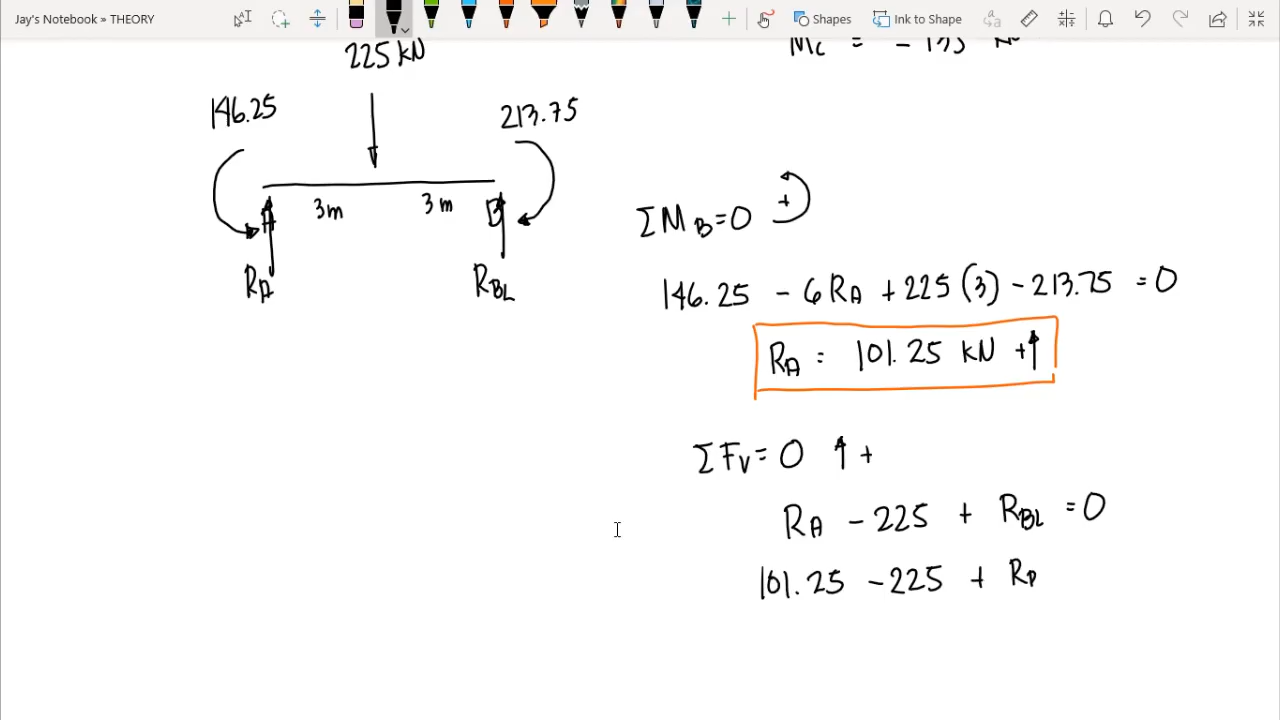 Jay's Notebook » THEORY
Shapes
Ink to Shape
225 kN
146.25
213.75
3m
3m
A
B
RA
RBL
Mc = -
ΣMB=0 +
146.25 - 6RA + 225(3) - 213.75 = 0
RA = 101.25 kN +↑
ΣFV = 0 ↑ +
RA - 225 + RBL = 0
101.25 - 225 + R